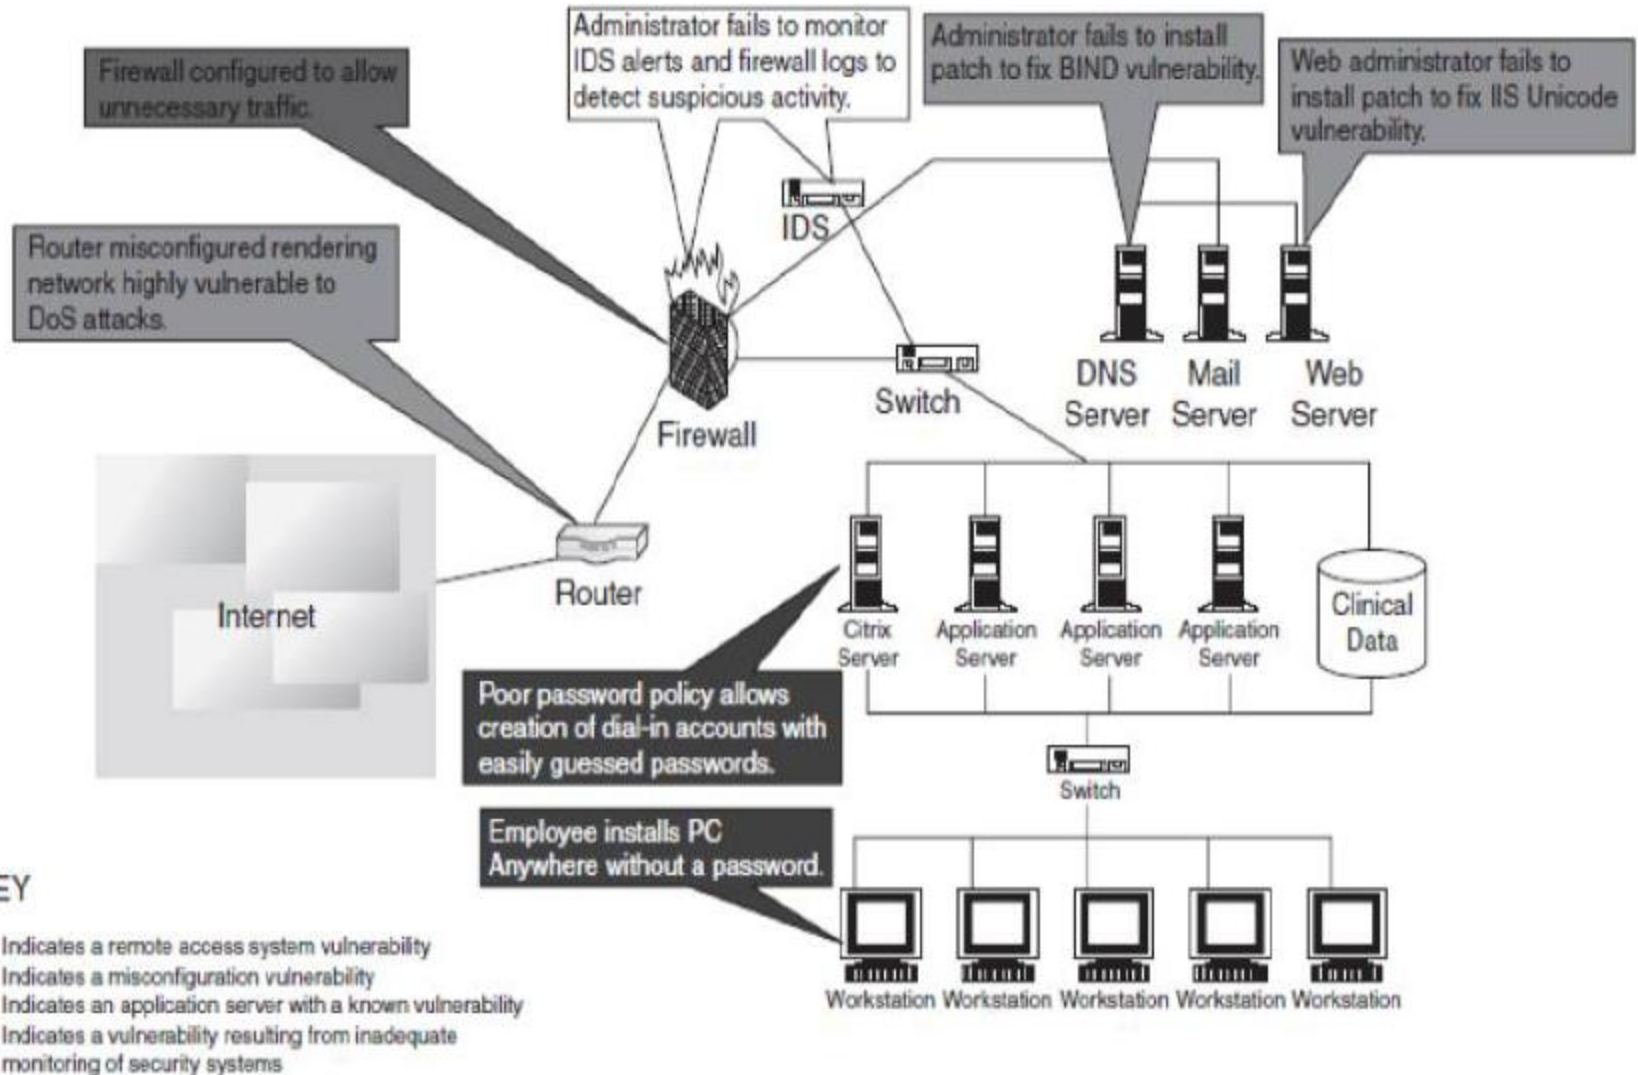 Firewall configured to allow
unnecessary traffic.
Administrator fails to monitor
IDS alerts and firewall logs to
detect suspicious activity.
Administrator fails to install
patch to fix BIND vulnerability.
Web administrator fails to
install patch to fix IIS Unicode
vulnerability.
Router misconfigured rendering
network highly vulnerable to
DoS attacks.
IDS
Firewall
Switch
DNS
Server
Mail
Server
Web
Server
Internet
Router
Citrix
Server
Application
Server
Application
Server
Application
Server
Clinical
Data
Poor password policy allows
creation of dial-in accounts with
easily guessed passwords.
Switch
Employee installs PC
Anywhere without a password.
Workstation Workstation Workstation Workstation Workstation
EY
Indicates a remote access system vulnerability
Indicates a misconfiguration vulnerability
Indicates an application server with a known vulnerability
Indicates a vulnerability resulting from inadequate
monitoring of security systems